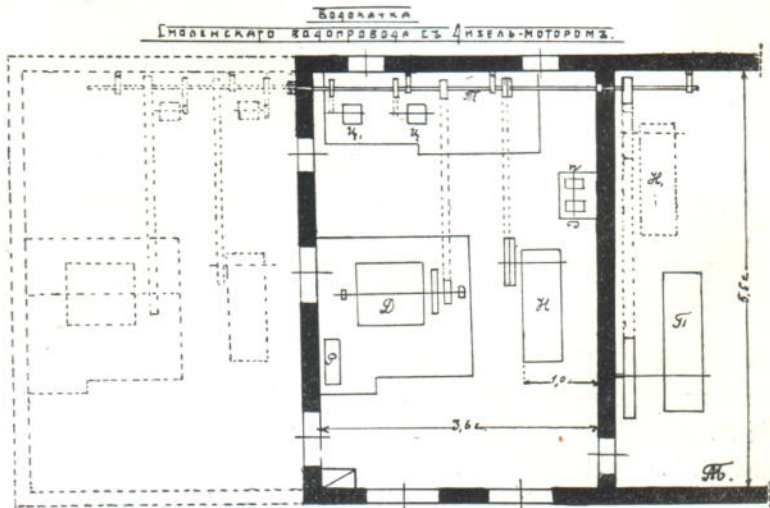 Водокачка
Смоленскаго водопровода съ Дизель-моторомъ.
Т
Ц,
Ц
Н,
Д
Н
П
Р
5,5 с.
1,0
3,6 с.